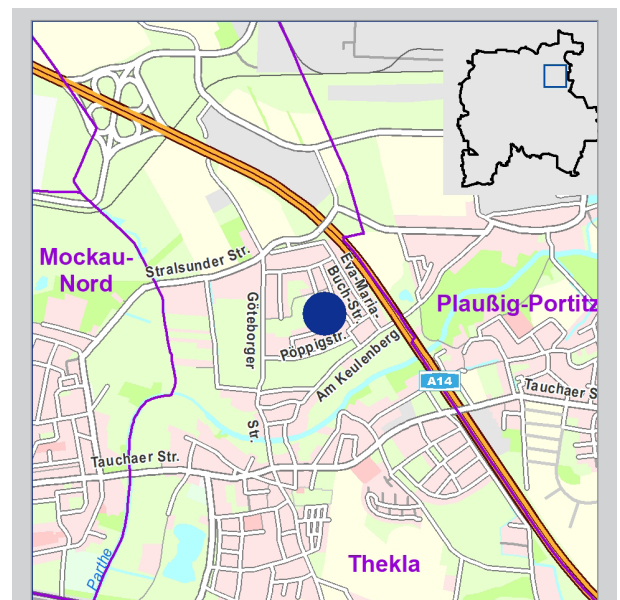 Mockau-
Nord
Stralsunder Str.
Göteborger
Str.
Eva-Maria-
Buch-Str.
Pöppigstr.
Am Keulenberg
Plaußig-Portitz
A14
Tauchaer S
Tauchaer Str.
Parthe
Thekla